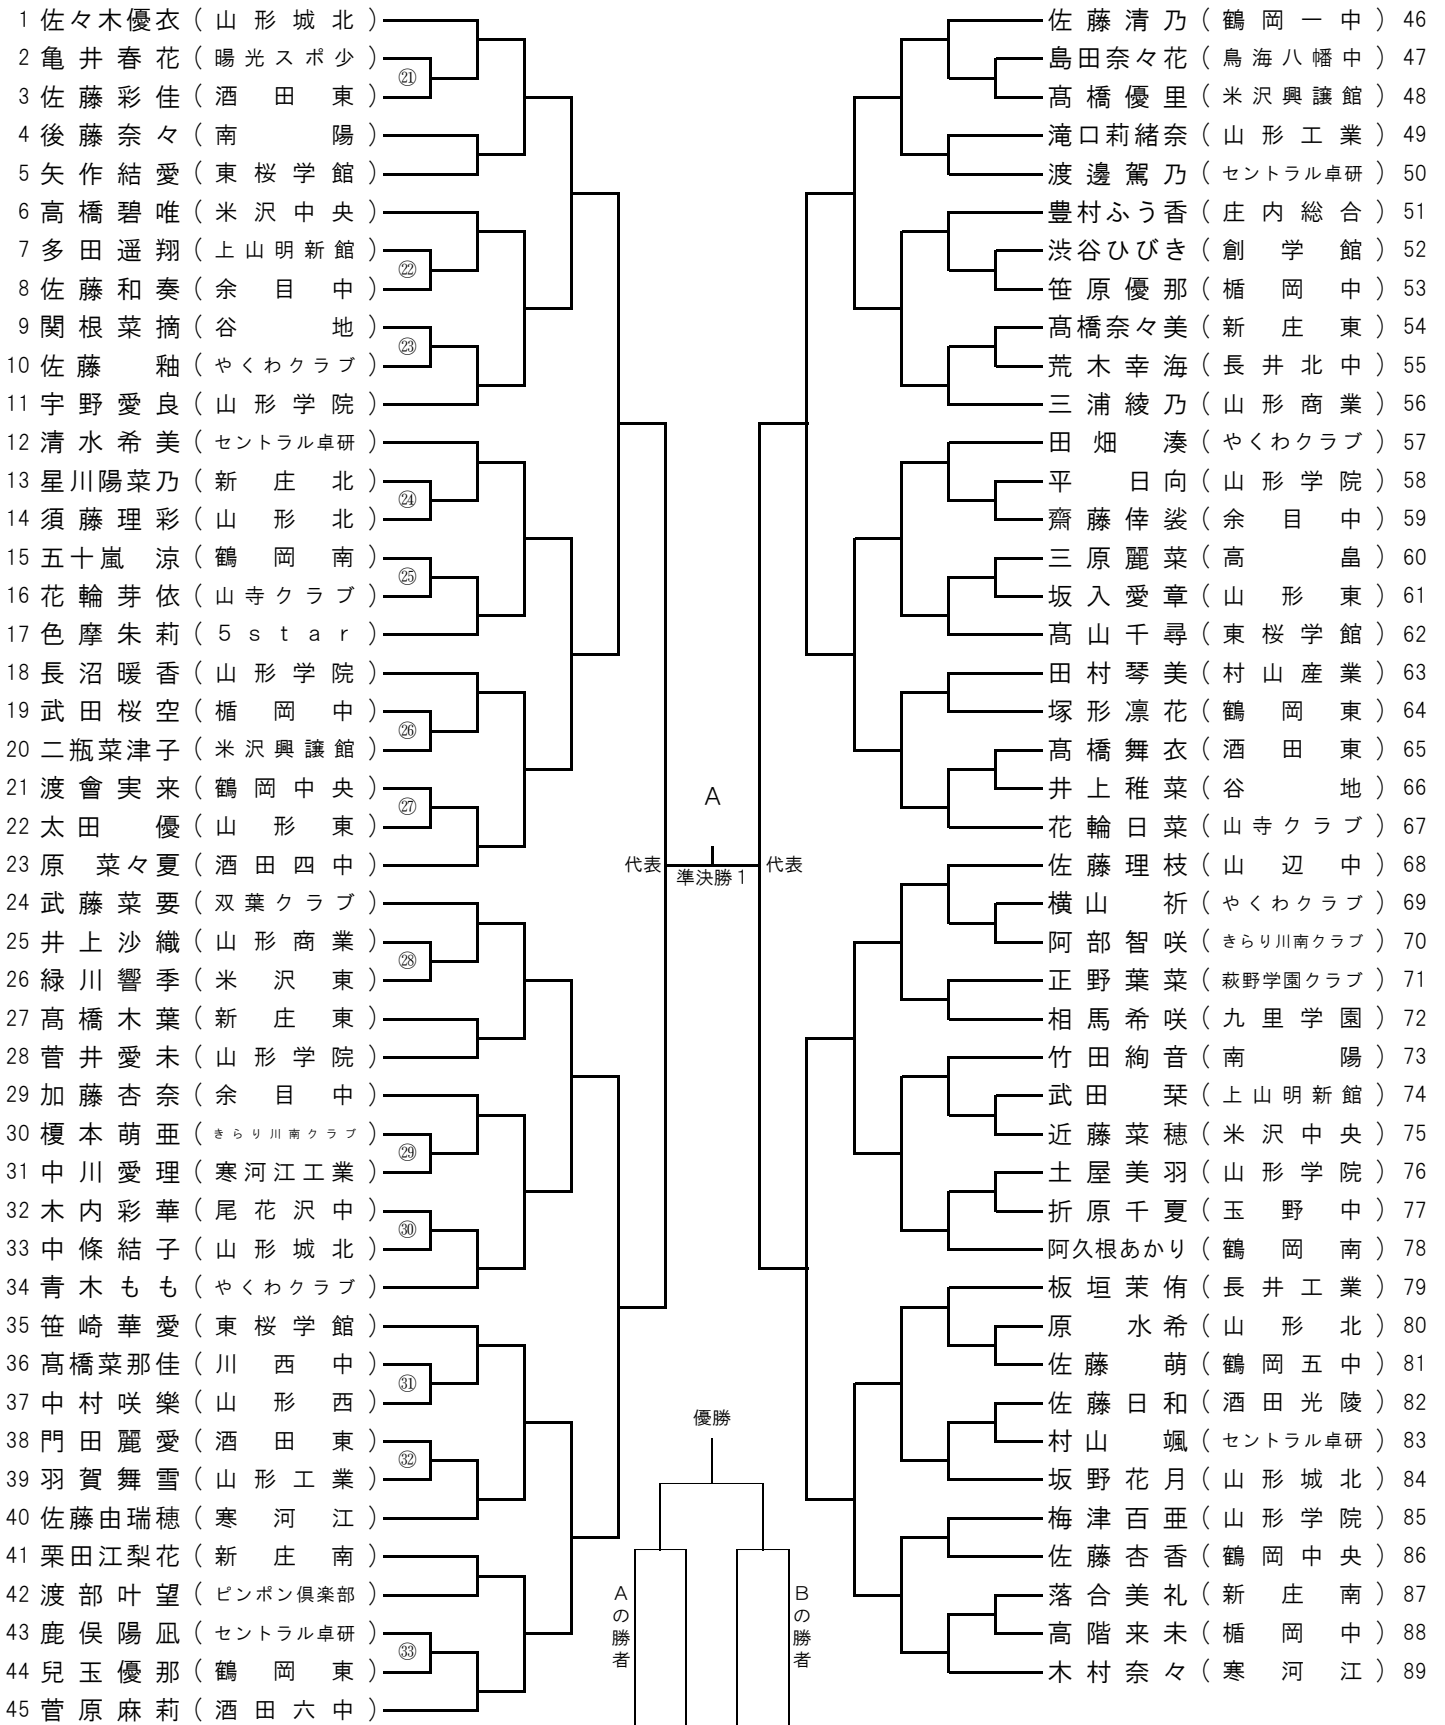 1 佐々木優衣（山形城北）
2 亀井春花（暘光スポ少）
㉑
3 佐藤彩佳（酒田東）
4 後藤奈々（南陽）
5 矢作結愛（東桜学館）
6 高橋碧唯（米沢中央）
7 多田遥翔（上山明新館）
㉒
8 佐藤和奏（余目中）
9 関根菜摘（谷地）
㉓
10 佐藤釉（やくわクラブ）
11 宇野愛良（山形学院）
12 清水希美（セントラル卓研）
13 星川陽菜乃（新庄北）
㉔
14 須藤理彩（山形北）
15 五十嵐涼（鶴岡南）
㉕
16 花輪芽依（山寺クラブ）
17 色摩朱莉（5star）
18 長沼暖香（山形学院）
19 武田桜空（楯岡中）
㉖
20 二瓶菜津子（米沢興譲館）
21 渡會実来（鶴岡中央）
㉗
22 太田優（山形東）
23 原菜々夏（酒田四中）
24 武藤菜要（双葉クラブ）
25 井上沙織（山形商業）
㉘
26 緑川響季（米沢東）
27 髙橋木葉（新庄東）
28 菅井愛未（山形学院）
29 加藤杏奈（余目中）
30 榎本萌亜（きらり川南クラブ）
㉙
31 中川愛理（寒河江工業）
32 木内彩華（尾花沢中）
㉚
33 中條結子（山形城北）
34 青木もも（やくわクラブ）
35 笹崎華愛（東桜学館）
36 髙橋菜那佳（川西中）
㉛
37 中村咲樂（山形西）
38 門田麗愛（酒田東）
㉜
39 羽賀舞雪（山形工業）
40 佐藤由瑞穂（寒河江）
41 栗田江梨花（新庄南）
42 渡部叶望（ピンポン倶楽部）
43 鹿俣陽凪（セントラル卓研）
㉝
44 兒玉優那（鶴岡東）
45 菅原麻莉（酒田六中）
A
代表
準決勝1
代表
優勝
Aの勝者
Bの勝者
佐藤清乃（鶴岡一中）46
島田奈々花（鳥海八幡中）47
髙橋優里（米沢興譲館）48
滝口莉緒奈（山形工業）49
渡邊駕乃（セントラル卓研）50
豊村ふう香（庄内総合）51
渋谷ひびき（創学館）52
笹原優那（楯岡中）53
髙橋奈々美（新庄東）54
荒木幸海（長井北中）55
三浦綾乃（山形商業）56
田畑湊（やくわクラブ）57
平日向（山形学院）58
齋藤倖裟（余目中）59
三原麗菜（高畠）60
坂入愛章（山形東）61
髙山千尋（東桜学館）62
田村琴美（村山産業）63
塚形凛花（鶴岡東）64
髙橋舞衣（酒田東）65
井上稚菜（谷地）66
花輪日菜（山寺クラブ）67
佐藤理枝（山辺中）68
横山祈（やくわクラブ）69
阿部智咲（きらり川南クラブ）70
正野葉菜（萩野学園クラブ）71
相馬希咲（九里学園）72
竹田絢音（南陽）73
武田栞（上山明新館）74
近藤菜穂（米沢中央）75
土屋美羽（山形学院）76
折原千夏（玉野中）77
阿久根あかり（鶴岡南）78
板垣茉侑（長井工業）79
原水希（山形北）80
佐藤萌（鶴岡五中）81
佐藤日和（酒田光陵）82
村山颯（セントラル卓研）83
坂野花月（山形城北）84
梅津百亜（山形学院）85
佐藤杏香（鶴岡中央）86
落合美礼（新庄南）87
高階来未（楯岡中）88
木村奈々（寒河江）89